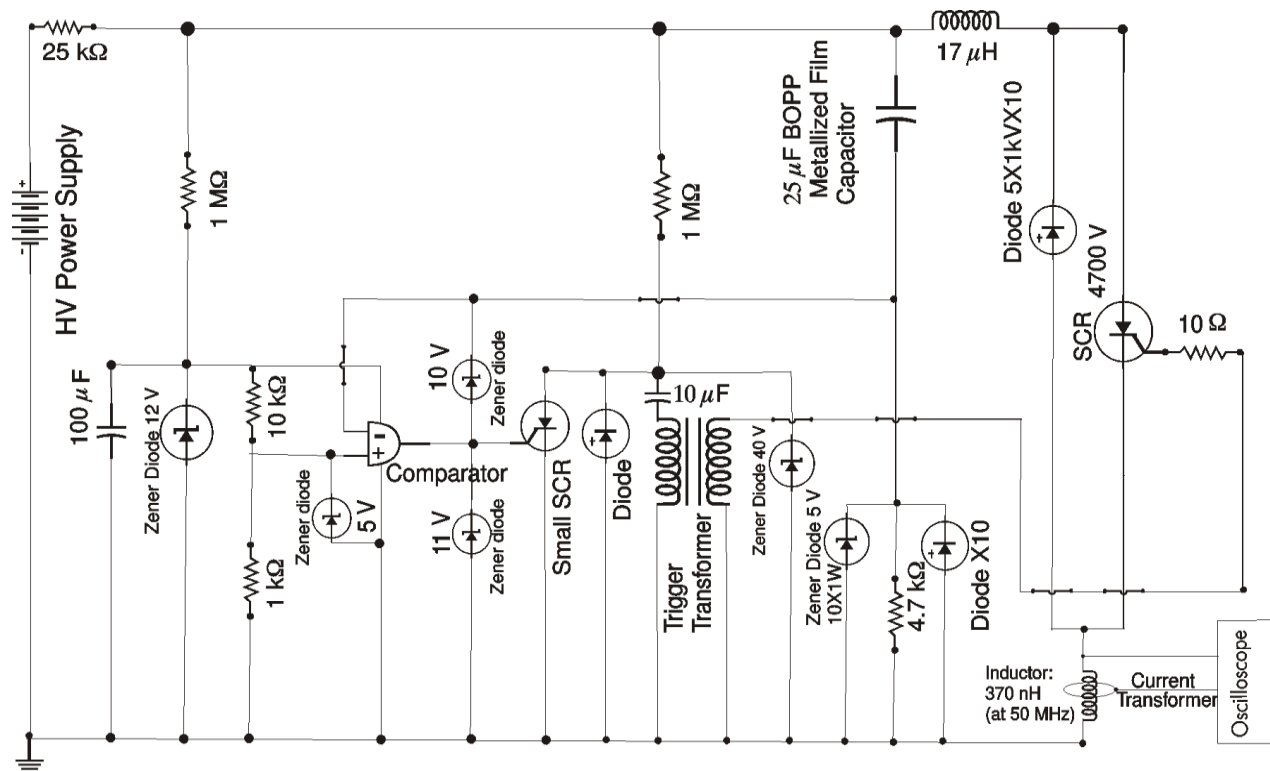 25 kΩ
17 μH
HV Power Supply
+
-
1 MΩ
1 MΩ
25 μF BOPP
Metallized Film
Capacitor
Diode 5X1kVX10
+
SCR 4700 V
10 Ω
100 μF
Zener Diode 12 V
10 kΩ
1 kΩ
Zener diode
5 V
-
+
Comparator
10 V
Zener diode
11 V
Zener diode
Small SCR
+
Diode
10 μF
Trigger
Transformer
Zener Diode 40 V
Zener Diode 5 V
10X1W
4.7 kΩ
+
Diode X10
Inductor:
370 nH
(at 50 MHz)
Current
Transformer
Oscilloscope